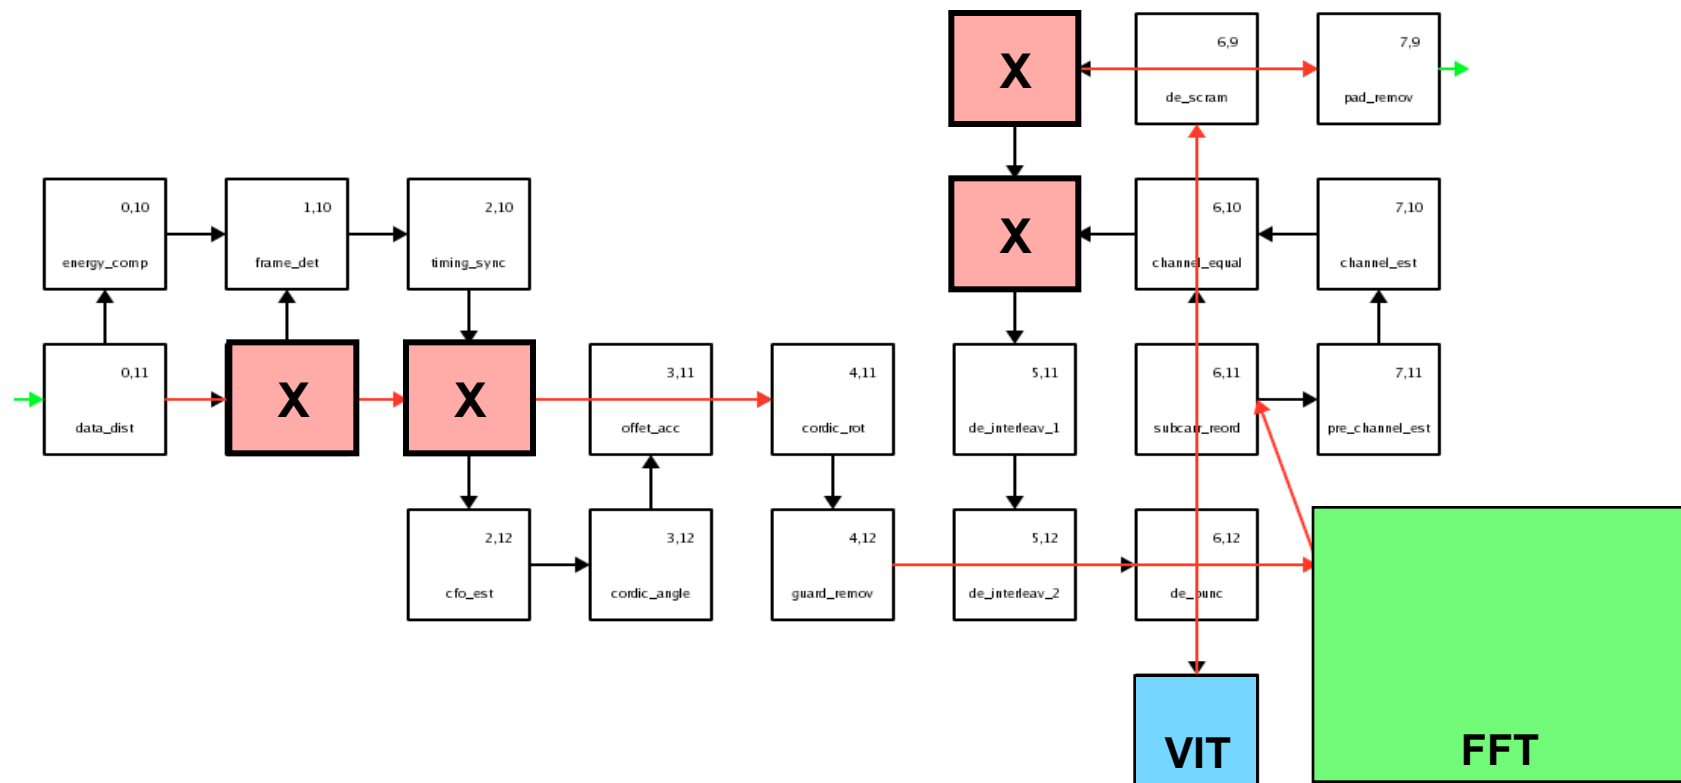 X
6,9
de_scram
7,9
pad_remov
0,10
energy_comp
1,10
frame_det
2,10
timing_sync
X
6,10
channel_equal
7,10
channel_est
0,11
data_dist
X
X
3,11
offet_acc
4,11
cordic_rot
5,11
de_interleav_1
6,11
subcarr_reord
7,11
pre_channel_est
2,12
cfo_est
3,12
cordic_angle
4,12
guard_remov
5,12
de_interleav_2
6,12
de_punc
VIT
FFT